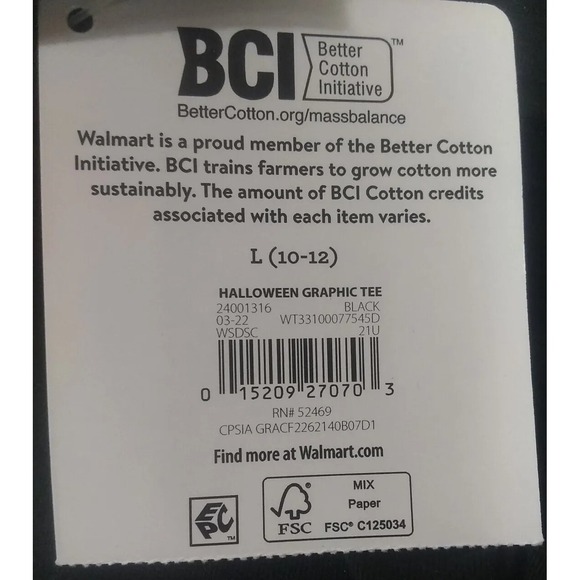 BCI Better Cotton Initiative™
BetterCotton.org/massbalance
Walmart is a proud member of the Better Cotton
Initiative. BCI trains farmers to grow cotton more
sustainably. The amount of BCI Cotton credits
associated with each item varies.
L (10-12)
HALLOWEEN GRAPHIC TEE
24001316 BLACK
03-22 WT33100077545D
WSDSC 21U
0 15209 27070 3
RN# 52469
CPSIA GRACF2262140B07D1
Find more at Walmart.com
EPC™
FSC
MIX
Paper
FSC® C125034